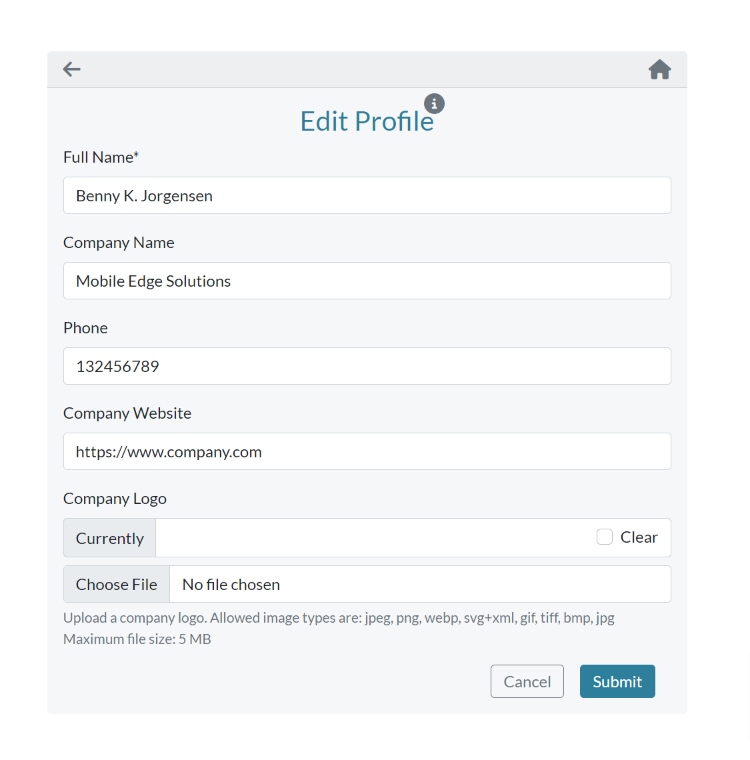 Edit Profile
Full Name*
Benny K. Jorgensen
Company Name
Mobile Edge Solutions
Phone
132456789
Company Website
https://www.company.com
Company Logo
Currently Clear
Choose File No file chosen
Upload a company logo. Allowed image types are: jpeg, png, webp, svg+xml, gif, tiff, bmp, jpg
Maximum file size: 5 MB
Cancel Submit